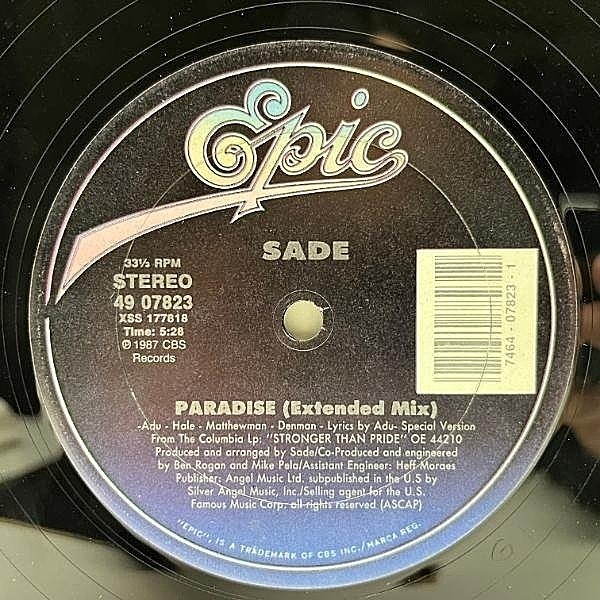 Epic
SADE
33⅓ RPM
STEREO
49 07823
XSS 177818
Time: 5:28
℗ 1987 CBS
Records
7464 - 07823 - 1
PARADISE (Extended Mix)
-Adu - Hale - Matthewman - Denman - Lyrics by Adu- Special Version
From The Columbia Lp: "STRONGER THAN PRIDE" OE 44210
Produced and arranged by Sade/Co-Produced and engineered
by Ben Rogan and Mike Pela/Assistant Engineer: Heff Moraes
Publisher: Angel Music Ltd. subpublished in the U.S by
Silver Angel Music, Inc./Selling agent for the U.S.
Famous Music Corp. all rights reserved (ASCAP)
"EPIC", IS A TRADEMARK OF CBS INC./MARCA REG.